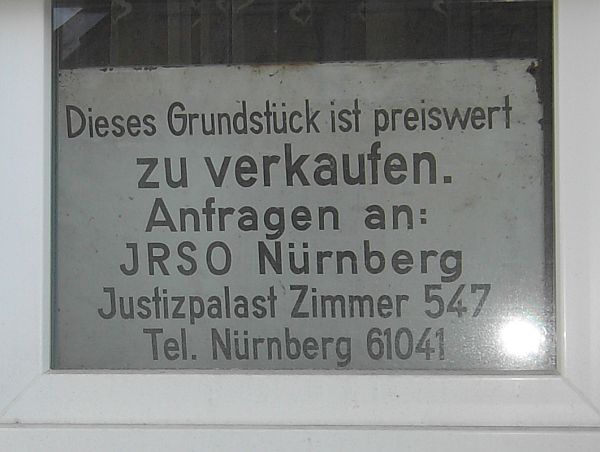 Dieses Grundstück ist preiswert
zu verkaufen.
Anfragen an:
JRSO Nürnberg
Justizpalast Zimmer 547
Tel. Nürnberg 61041